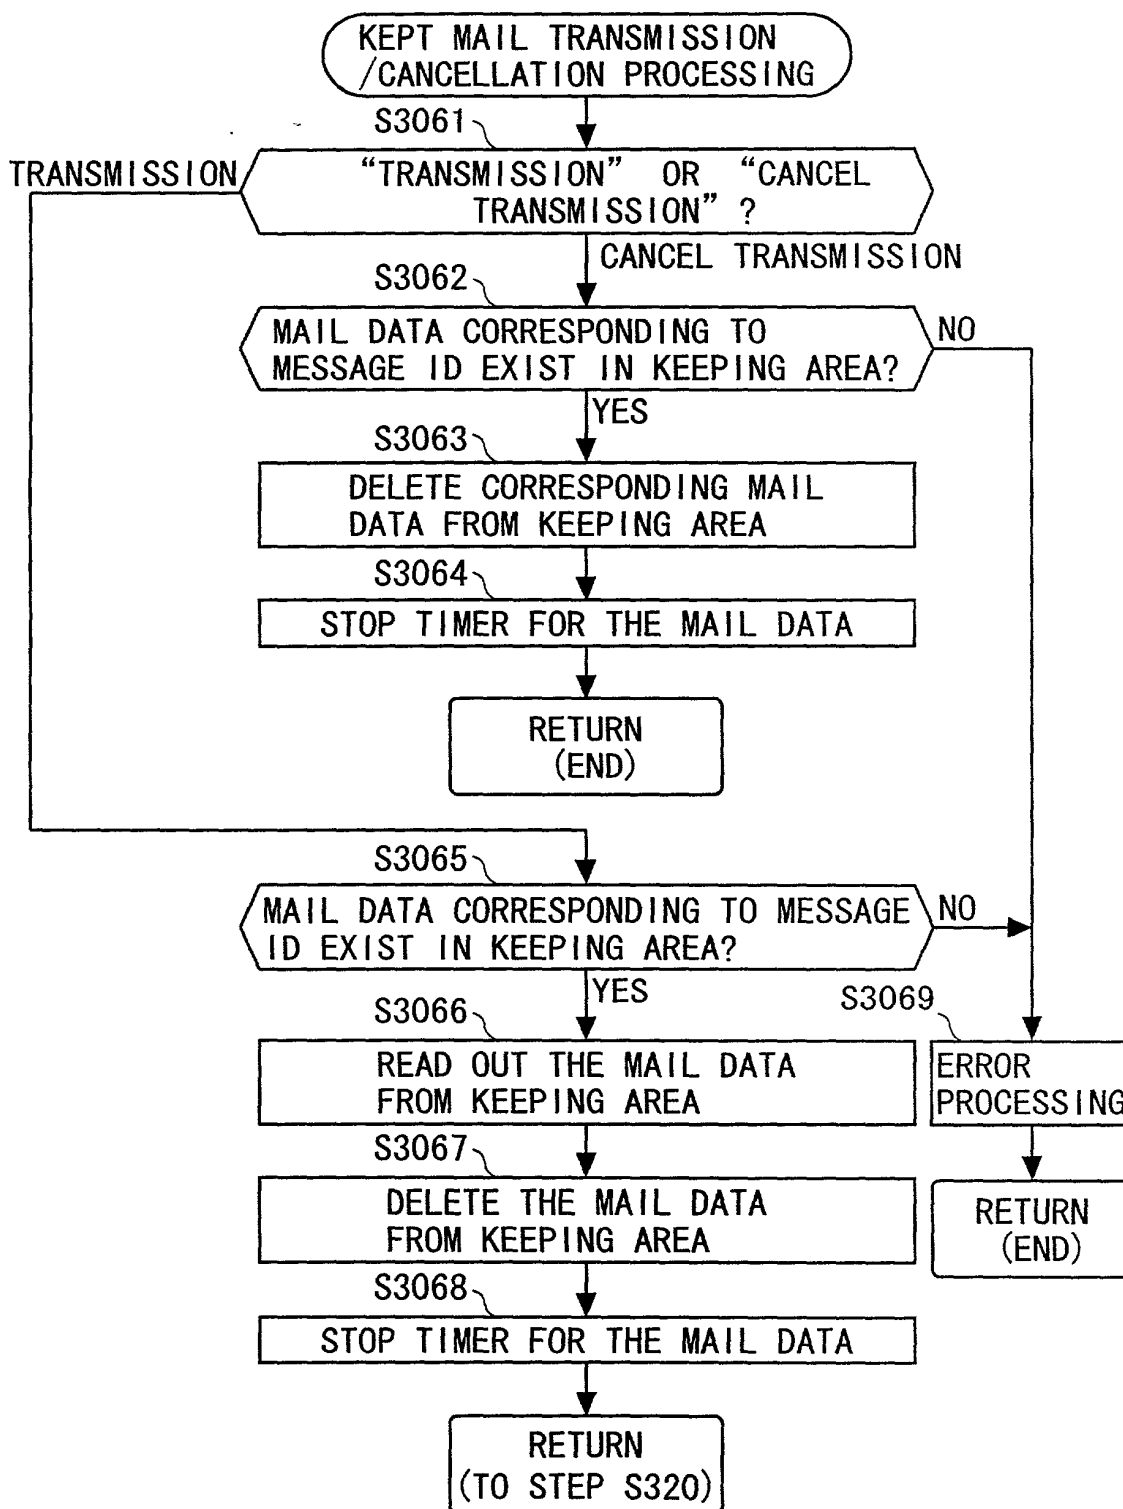 KEPT MAIL TRANSMISSION
/CANCELLATION PROCESSING
S3061
TRANSMISSION
“TRANSMISSION” OR “CANCEL
TRANSMISSION” ?
CANCEL TRANSMISSION
S3062
MAIL DATA CORRESPONDING TO
MESSAGE ID EXIST IN KEEPING AREA?
NO
YES
S3063
DELETE CORRESPONDING MAIL
DATA FROM KEEPING AREA
S3064
STOP TIMER FOR THE MAIL DATA
RETURN
(END)
S3065
MAIL DATA CORRESPONDING TO MESSAGE
ID EXIST IN KEEPING AREA?
NO
YES
S3066
READ OUT THE MAIL DATA
FROM KEEPING AREA
S3069
ERROR
PROCESSING
S3067
DELETE THE MAIL DATA
FROM KEEPING AREA
RETURN
(END)
S3068
STOP TIMER FOR THE MAIL DATA
RETURN
(TO STEP S320)